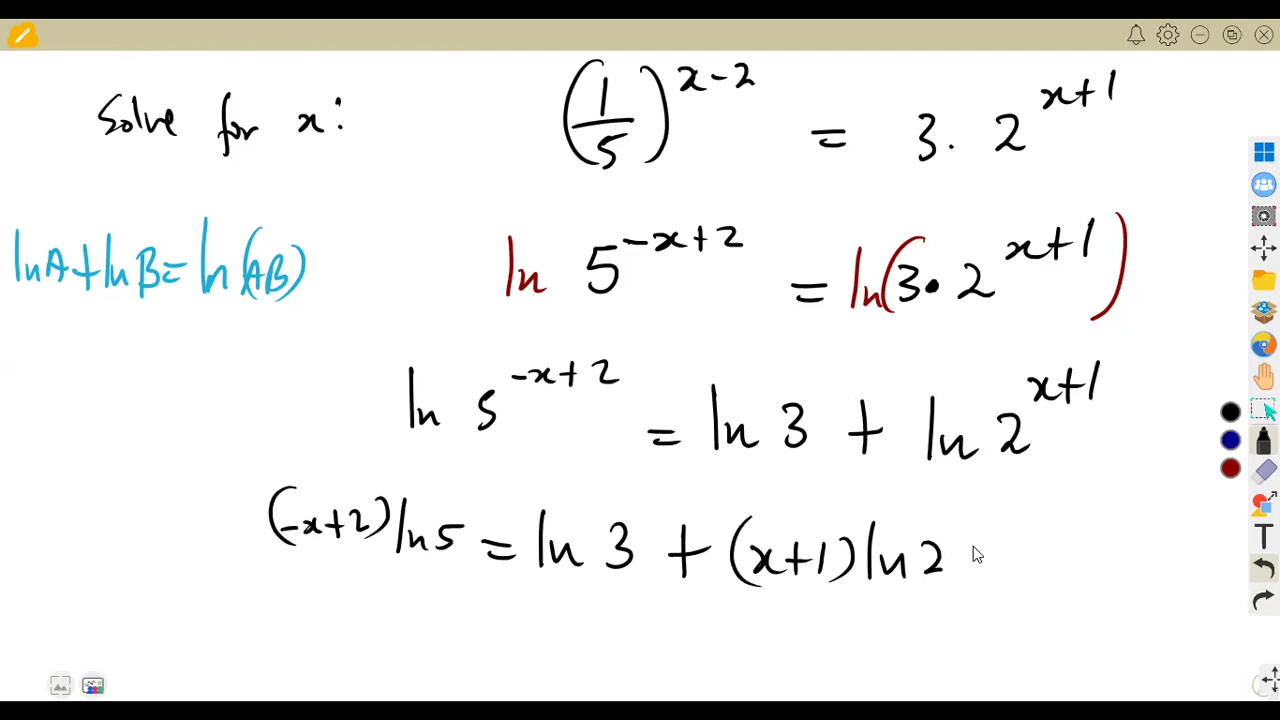 Solve for x: (1/5)^(x-2) = 3. 2^(x+1)
lnA+lnB=ln(AB) ln 5^(-x+2) = ln(3•2^(x+1))
ln 5^(-x+2) = ln 3 + ln 2^(x+1)
(-x+2)ln5 = ln 3 + (x+1)ln 2
T